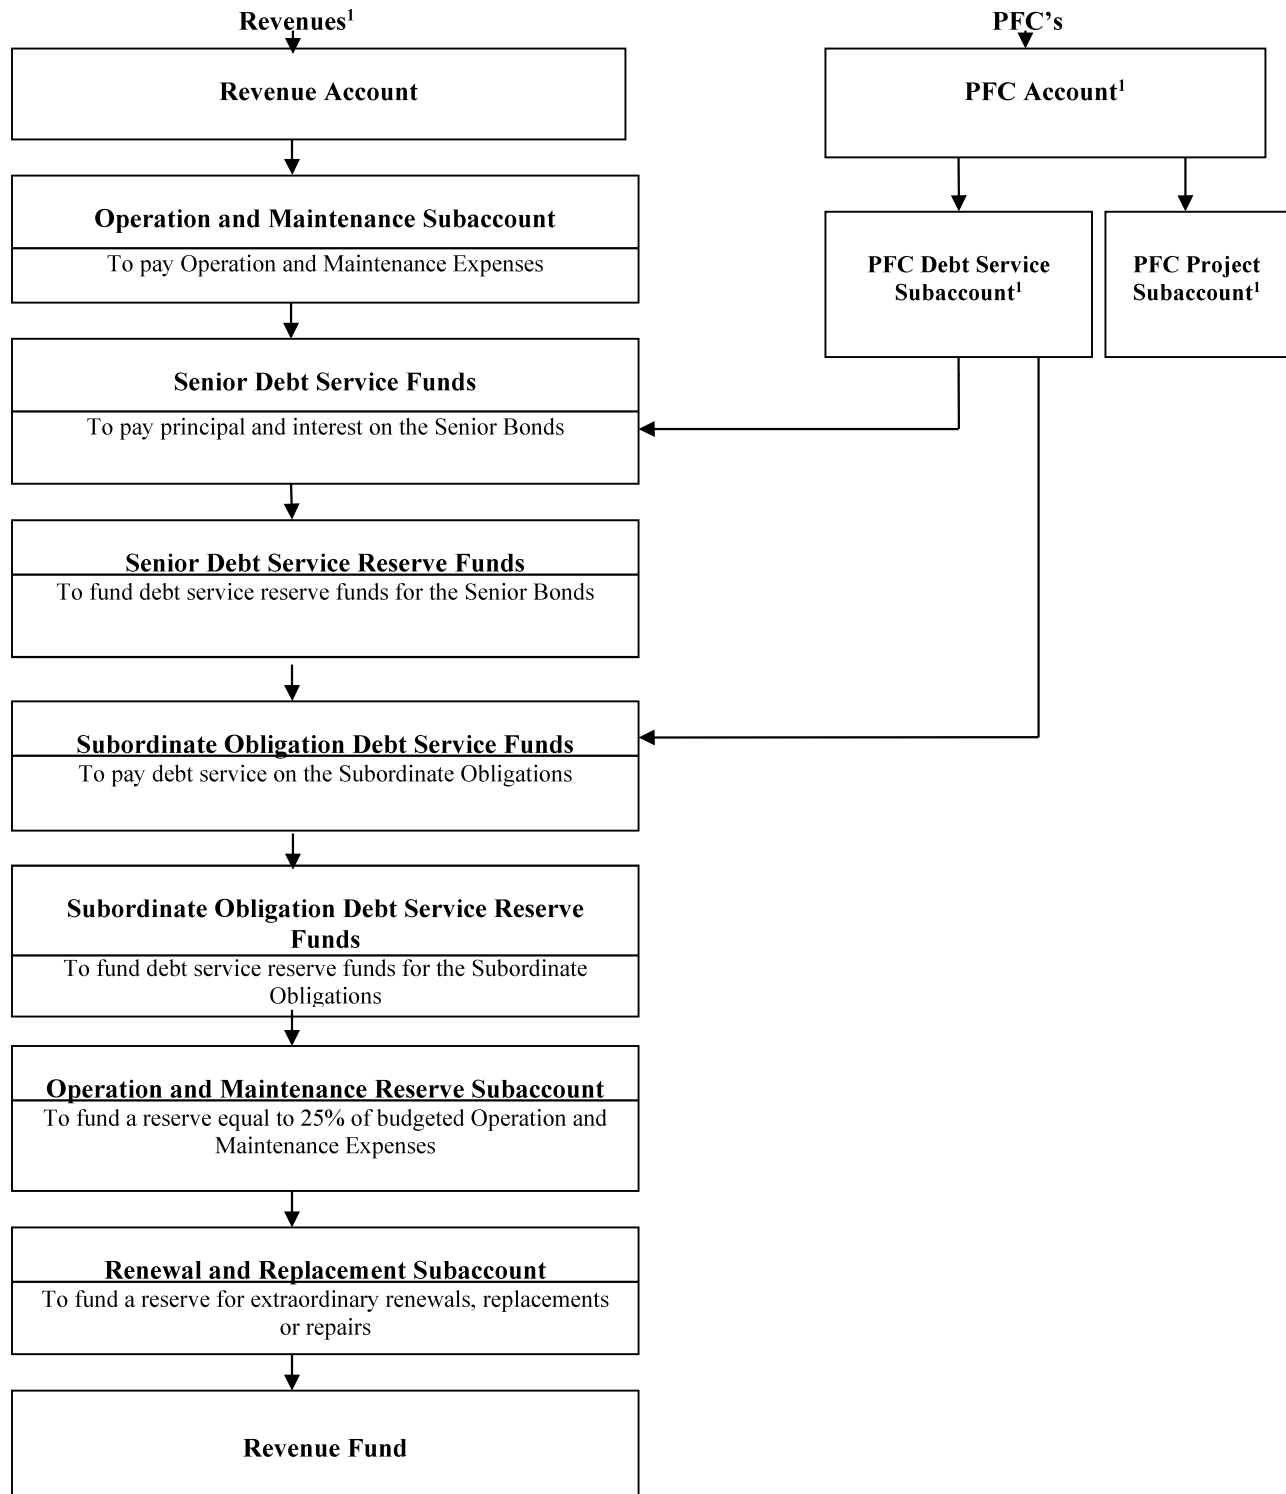 Revenues¹
Revenue Account
Operation and Maintenance Subaccount
To pay Operation and Maintenance Expenses
Senior Debt Service Funds
To pay principal and interest on the Senior Bonds
Senior Debt Service Reserve Funds
To fund debt service reserve funds for the Senior Bonds
Subordinate Obligation Debt Service Funds
To pay debt service on the Subordinate Obligations
Subordinate Obligation Debt Service Reserve
Funds
To fund debt service reserve funds for the Subordinate
Obligations
Operation and Maintenance Reserve Subaccount
To fund a reserve equal to 25% of budgeted Operation and
Maintenance Expenses
Renewal and Replacement Subaccount
To fund a reserve for extraordinary renewals, replacements
or repairs
Revenue Fund
PFC’s
PFC Account¹
PFC Debt Service
Subaccount¹
PFC Project
Subaccount¹